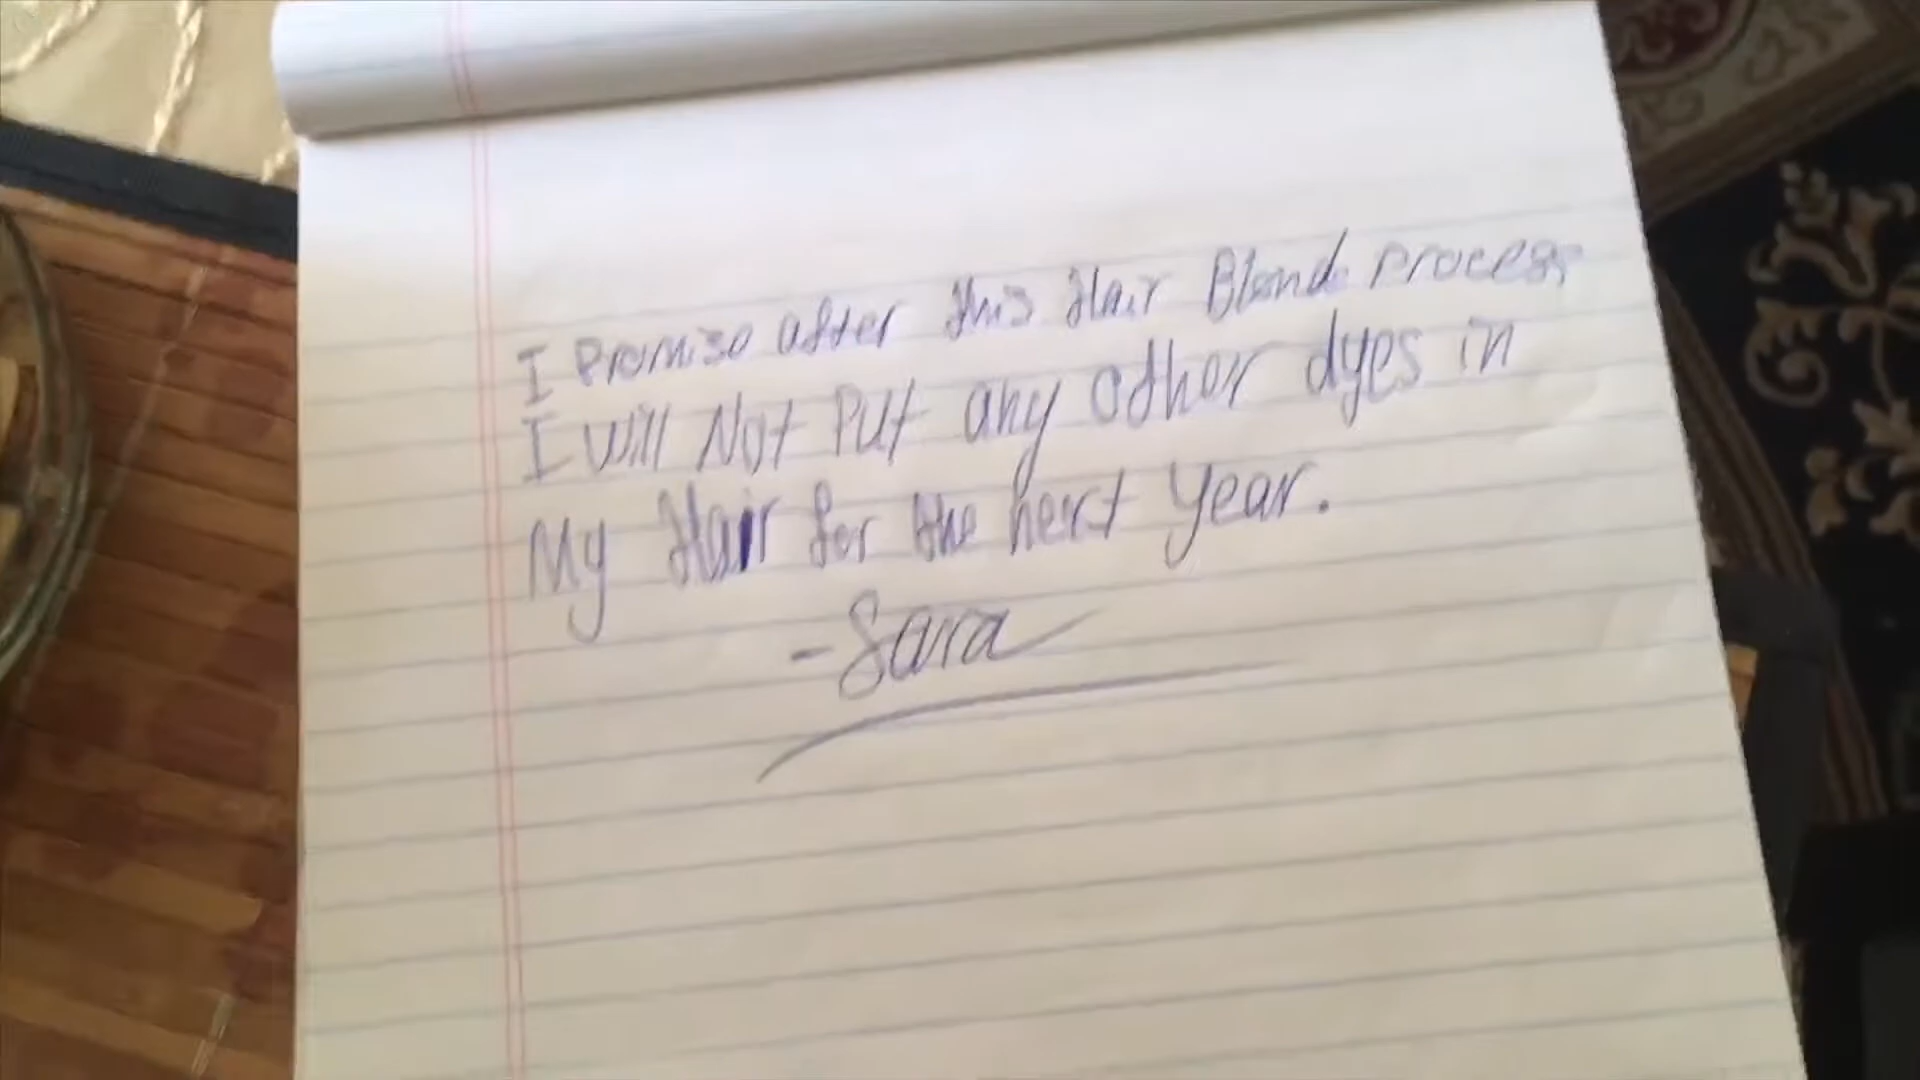 I Promise after this Hair Blonde process,
I will Not Put any other dyes in
My Hair for the next year.
-Sara